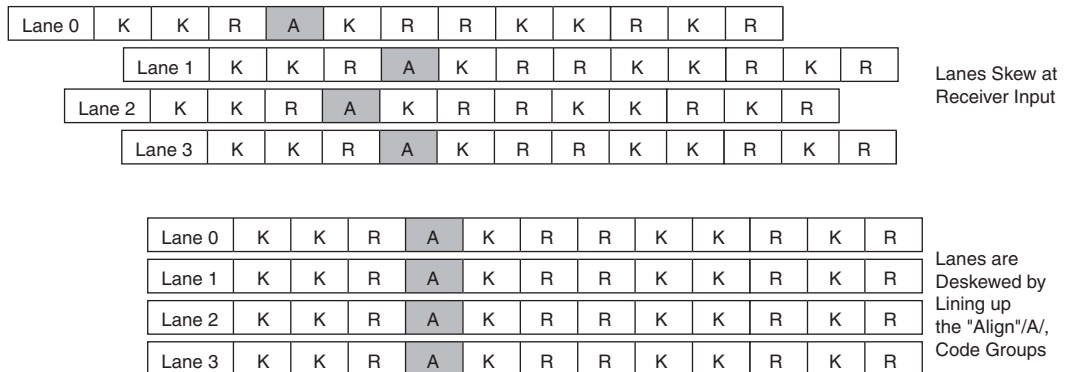 Lane 0 K K R A K R R K K R K R
Lane 1 K K R A K R R K K R K R
Lane 2 K K R A K R R K K R K R
Lane 3 K K R A K R R K K R K R
Lanes Skew at
Receiver Input
Lane 0 K K R A K R R K K R K R
Lane 1 K K R A K R R K K R K R
Lane 2 K K R A K R R K K R K R
Lane 3 K K R A K R R K K R K R
Lanes are
Deskewed by
Lining up
the "Align"/A/,
Code Groups